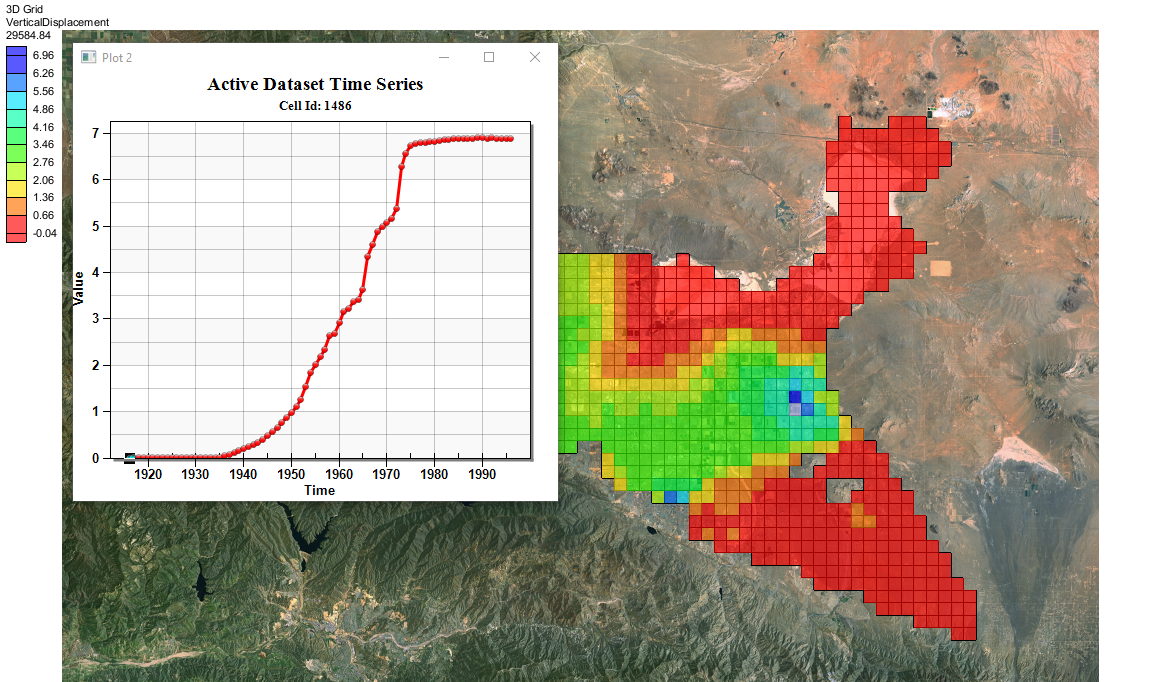 3D Grid
VerticalDisplacement
29584.84
6.96
6.26
5.56
4.86
4.16
3.46
2.76
2.06
1.36
0.66
-0.04
Plot 2
Active Dataset Time Series
Cell Id: 1486
7
6
5
4
3
2
1
0
Value
1920 1930 1940 1950 1960 1970 1980 1990
Time